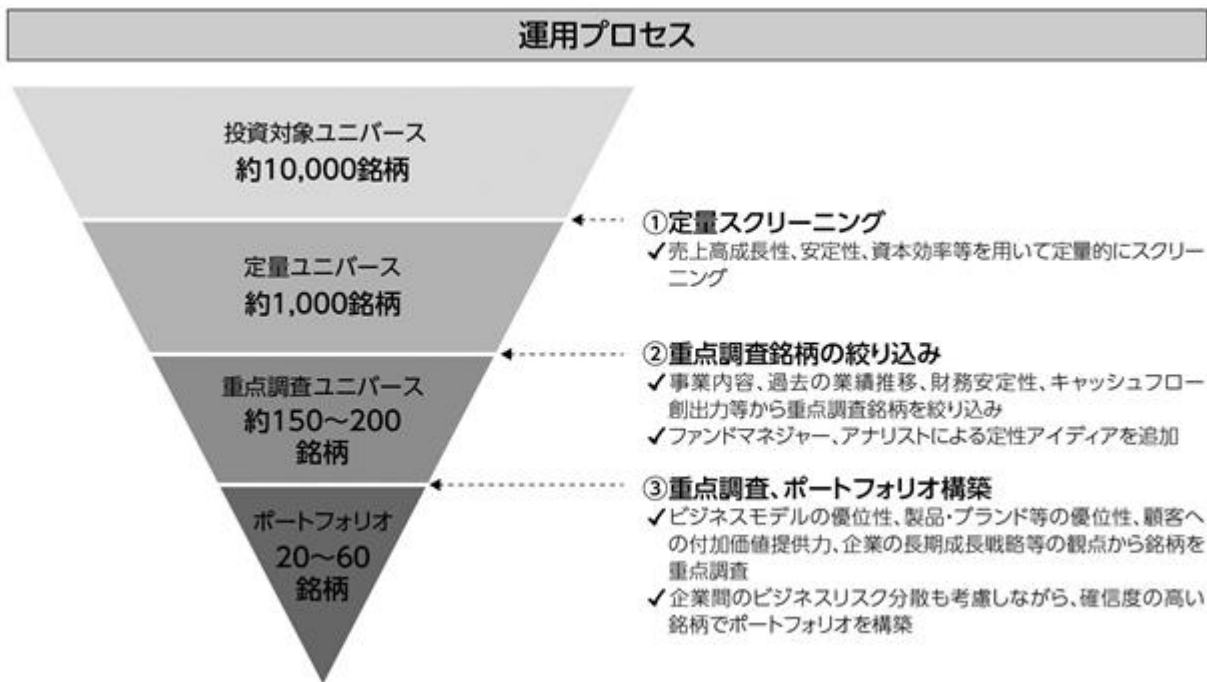 運用プロセス
投資対象ユニバース
約10,000銘柄
定量ユニバース
約1,000銘柄
重点調査ユニバース
約150～200
銘柄
ポートフォリオ
20～60
銘柄
①定量スクリーニング
✓売上高成長性、安定性、資本効率等を用いて定量的にスクリー
ニング
②重点調査銘柄の絞り込み
✓事業内容、過去の業績推移、財務安定性、キャッシュフロー
創出力等から重点調査銘柄を絞り込み
✓ファンドマネジャー、アナリストによる定性アイディアを追加
③重点調査、ポートフォリオ構築
✓ビジネスモデルの優位性、製品・ブランド等の優位性、顧客へ
の付加価値提供力、企業の長期成長戦略等の観点から銘柄を
重点調査
✓企業間のビジネスリスク分散も考慮しながら、確信度の高い
銘柄でポートフォリオを構築